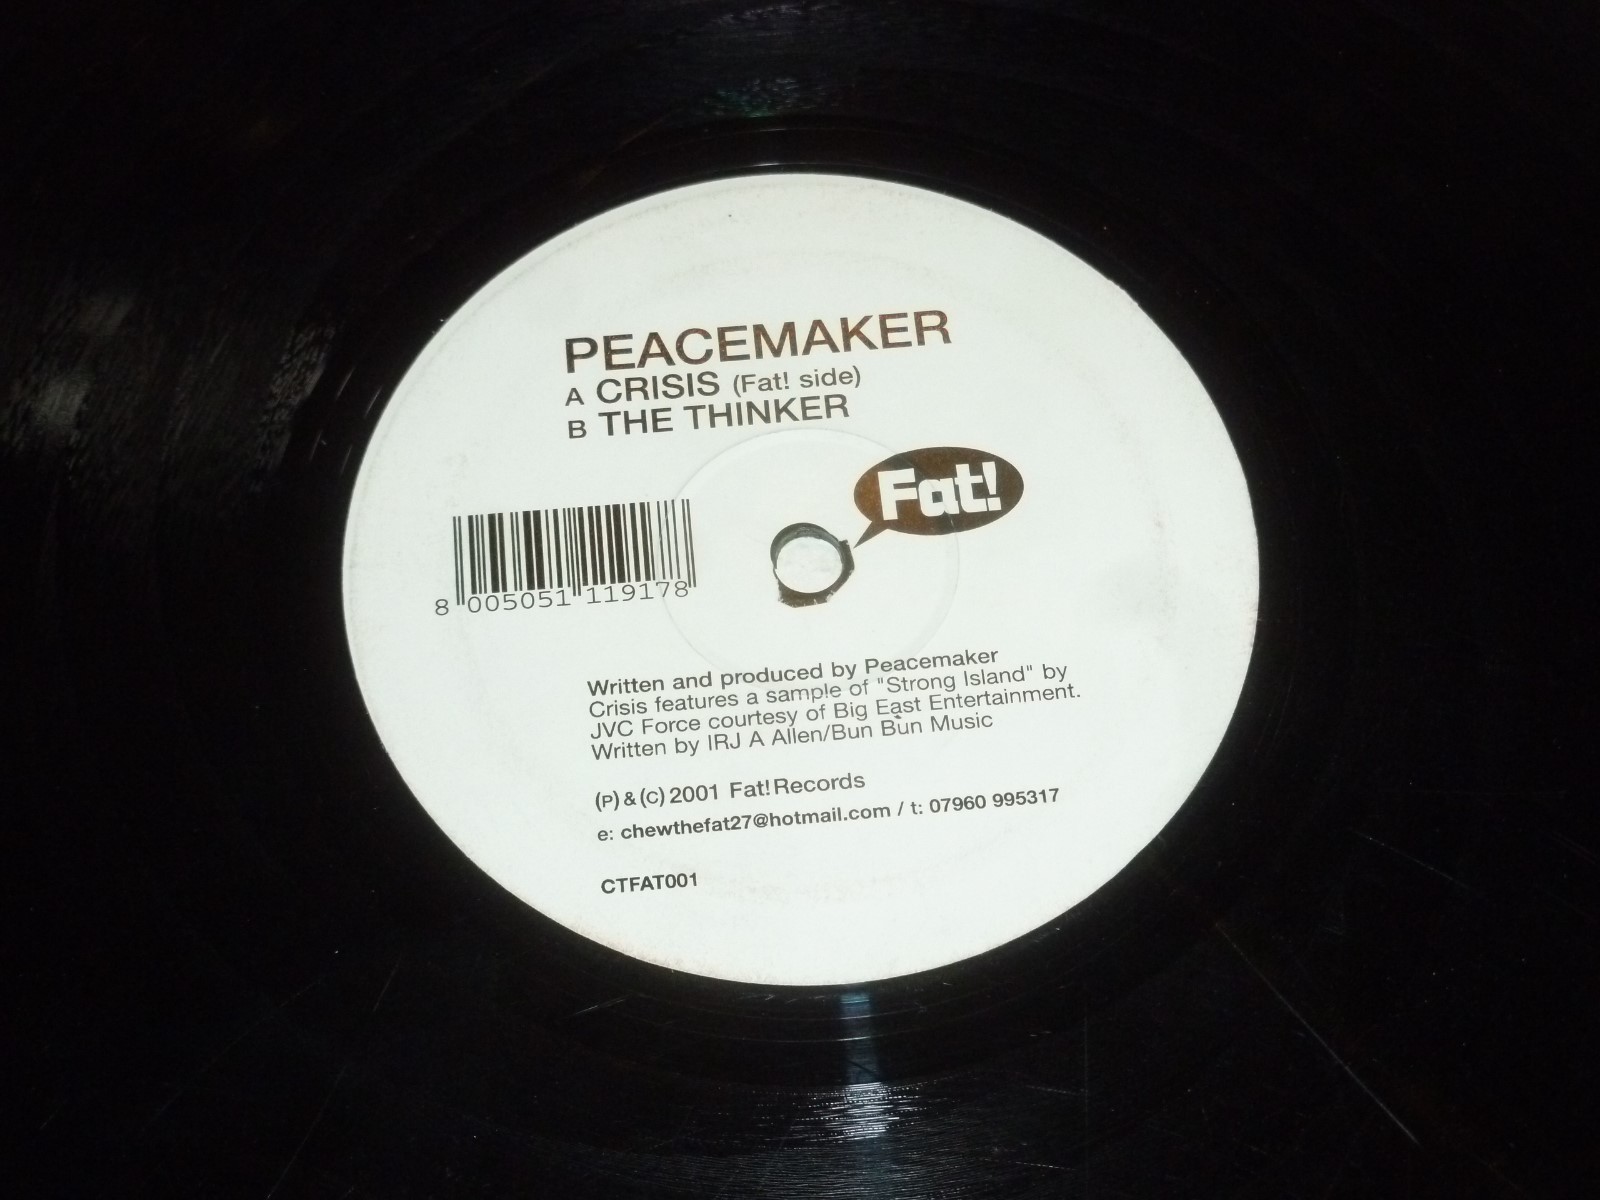 PEACEMAKER
A CRISIS (Fat! side)
B THE THINKER
Fat!
8 005051 119178
Written and produced by Peacemaker
Crisis features a sample of "Strong Island" by
JVC Force courtesy of Big East Entertainment.
Written by IRJ A Allen/Bun Bun Music
(P) & (C) 2001 Fat! Records
e: chewthefat27@hotmail.com / t: 07960 995317
CTFAT001